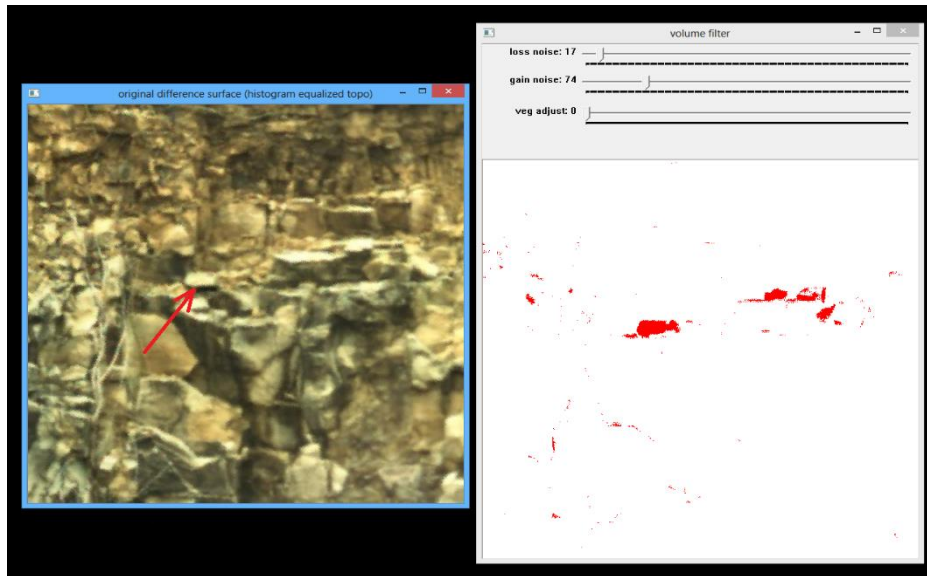 original difference surface (histogram equalized topo)
volume filter
loss noise: 17
gain noise: 74
veg adjust: 0